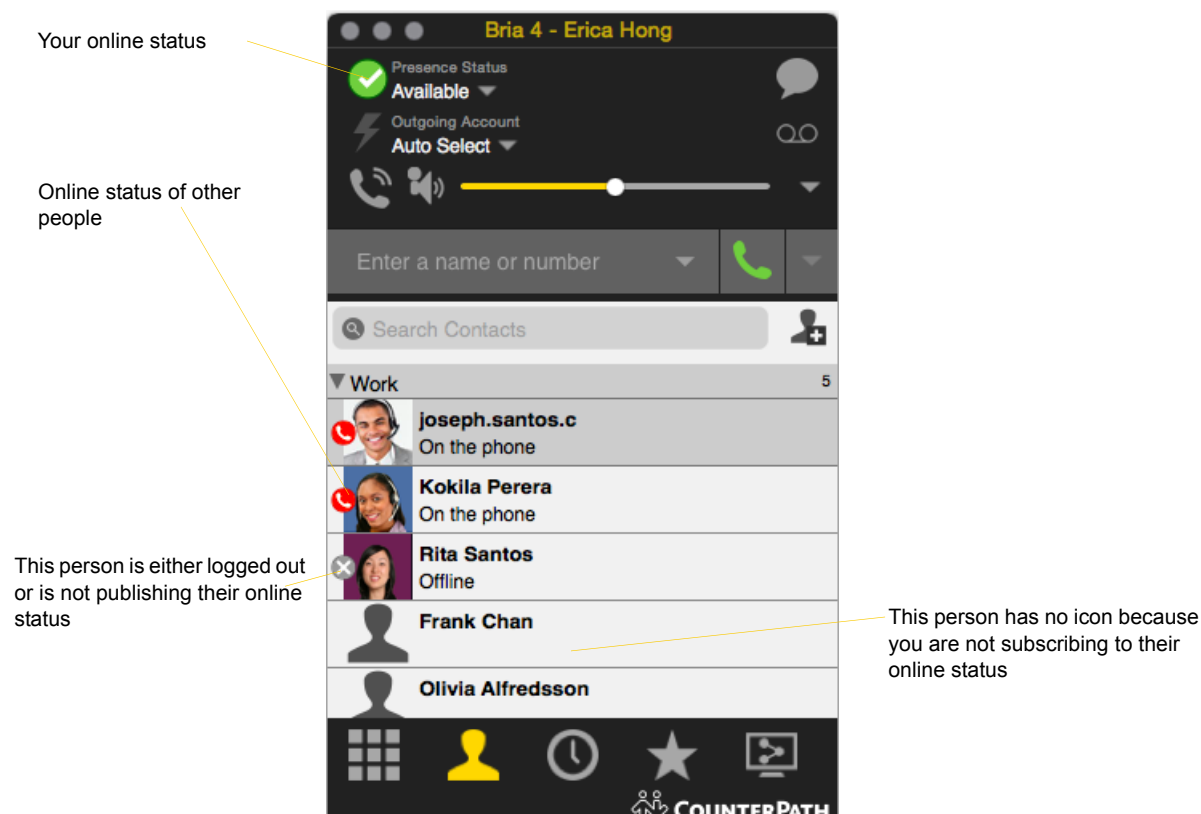 Bria 4 - Erica Hong
Your online status
Presence Status
Available
Outgoing Account
Auto Select
Online status of other
people
Enter a name or number
Search Contacts
Work 5
joseph.santos.c
On the phone
Kokila Perera
On the phone
This person is either logged out
or is not publishing their online
status
Rita Santos
Offline
Frank Chan
This person has no icon because
you are not subscribing to their
online status
Olivia Alfredsson
COUNTERPATH